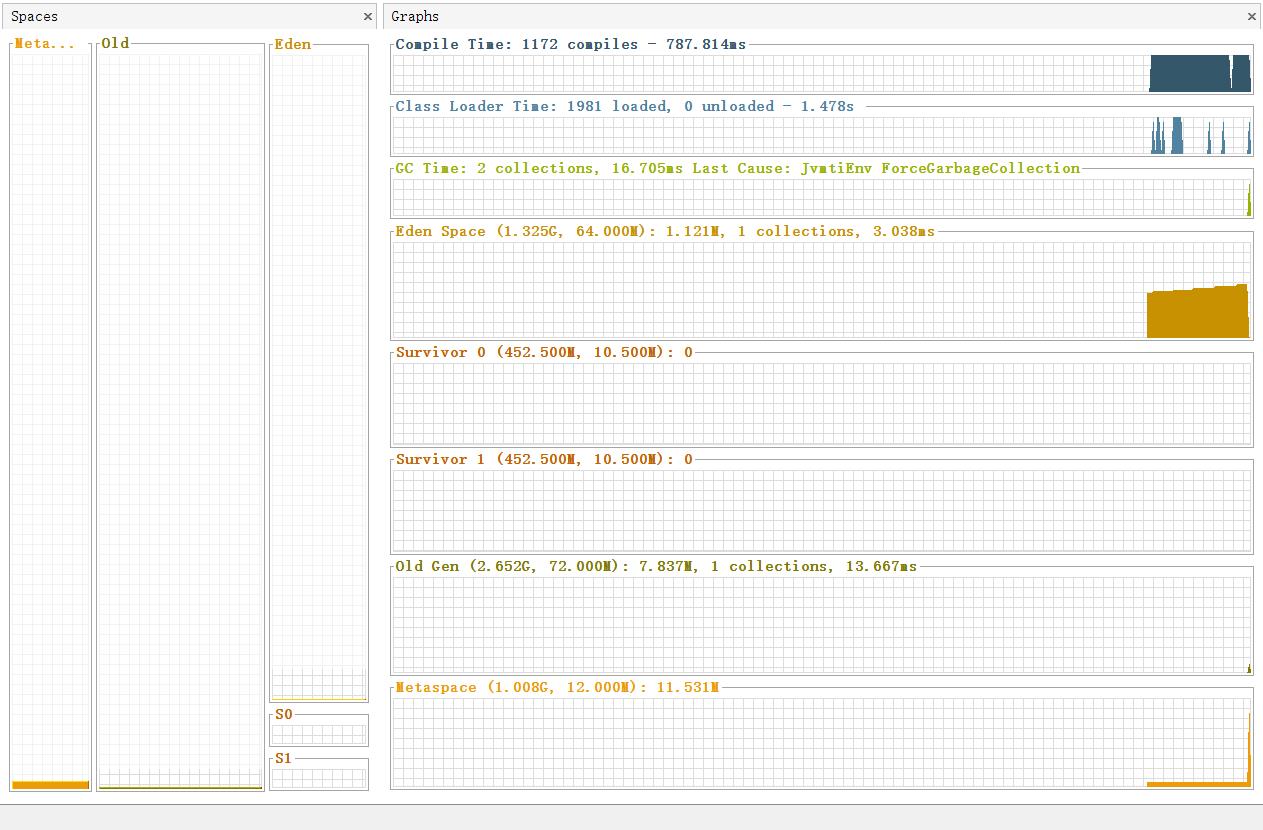 Spaces ×
Graphs ×
Meta...
Old
Eden
S0
S1
Compile Time: 1172 compiles - 787.814ms
Class Loader Time: 1981 loaded, 0 unloaded - 1.478s
GC Time: 2 collections, 16.705ms Last Cause: JvmtiEnv ForceGarbageCollection
Eden Space (1.325G, 64.000M): 1.121M, 1 collections, 3.038ms
Survivor 0 (452.500M, 10.500M): 0
Survivor 1 (452.500M, 10.500M): 0
Old Gen (2.652G, 72.000M): 7.837M, 1 collections, 13.667ms
Metaspace (1.008G, 12.000M): 11.531M